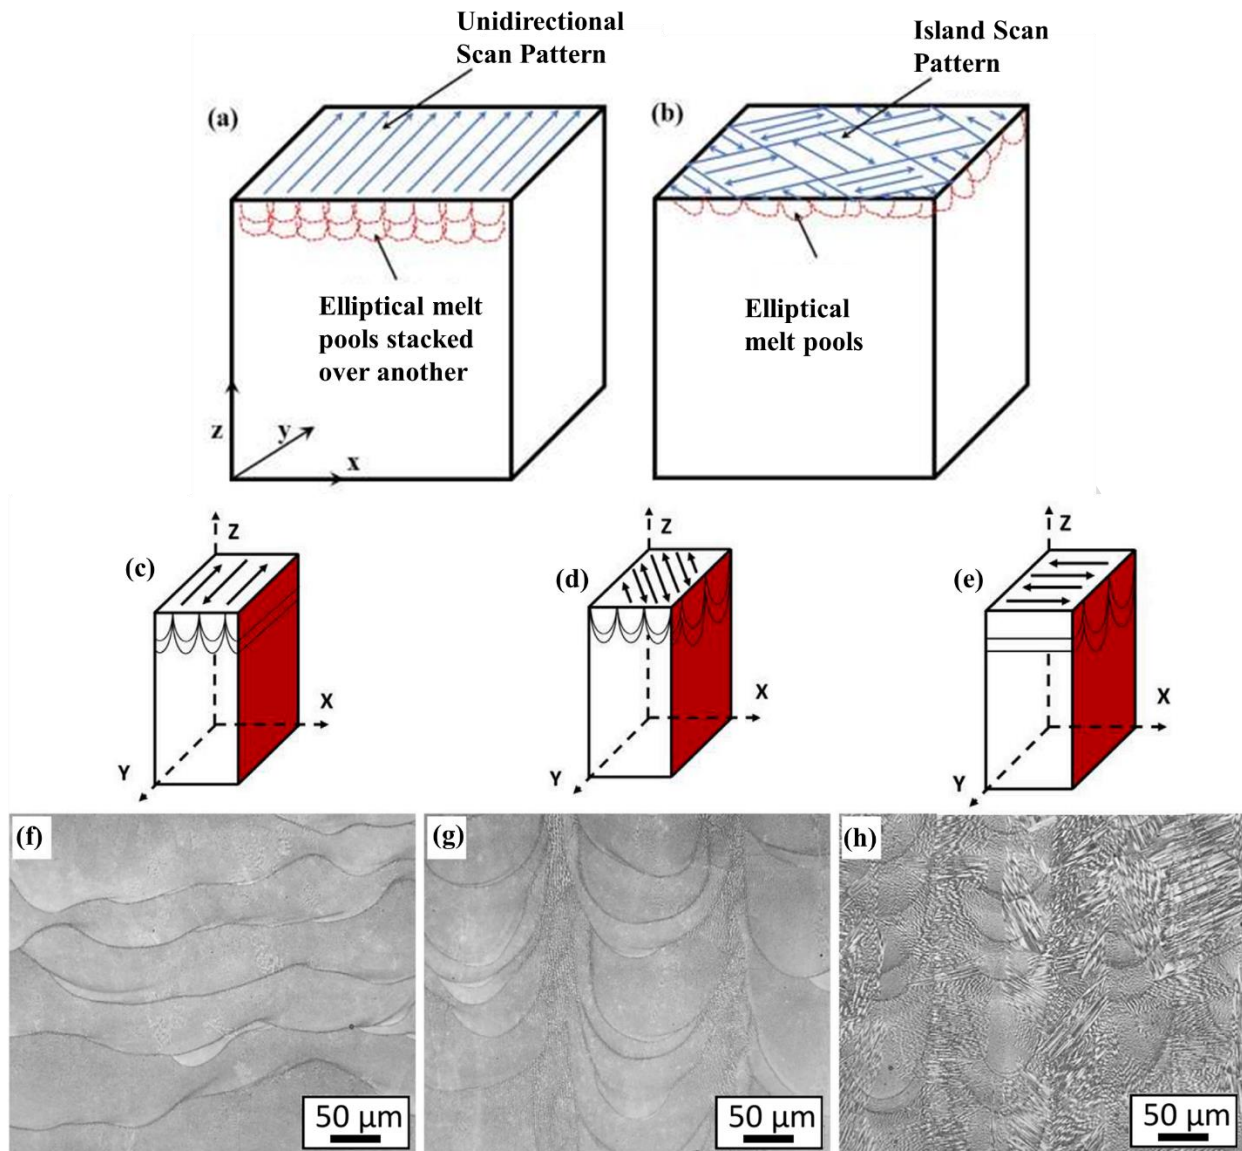 Unidirectional
Scan Pattern
Island Scan
Pattern
(a)
(b)
Elliptical melt
pools stacked
over another
Elliptical
melt pools
z
y
x
(c)
Z
X
Y
(d)
Z
X
Y
(e)
Z
X
Y
(f)
50 µm
(g)
50 µm
(h)
50 µm